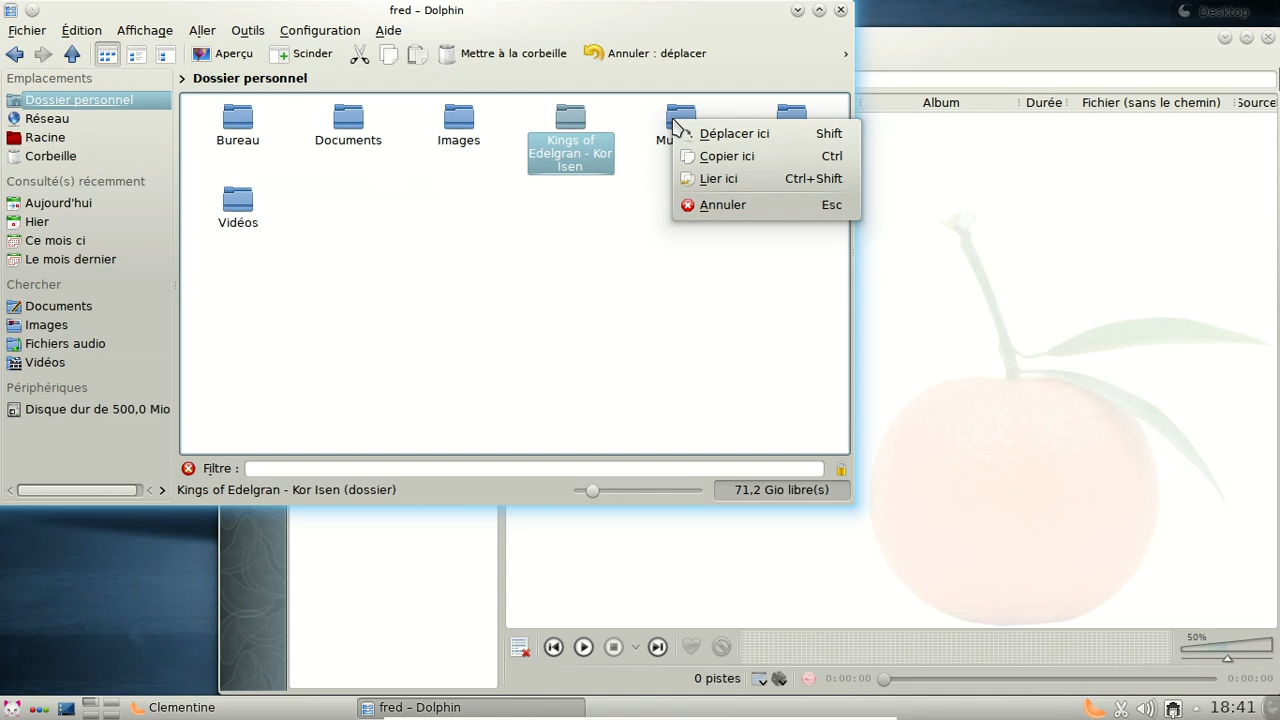 fred – Dolphin
Desktop
Fichier Édition Affichage Aller Outils Configuration Aide
Aperçu Scinder Mettre à la corbeille Annuler : déplacer
Emplacements
Dossier personnel
Réseau
Racine
Corbeille
Consulté(s) récemment
Aujourd'hui
Hier
Ce mois ci
Le mois dernier
Chercher
Documents
Images
Fichiers audio
Vidéos
Périphériques
Disque dur de 500,0 Mio
Dossier personnel
Bureau
Documents
Images
Kings of
Edelgran - Kor
Isen
Vidéos
Déplacer ici Shift
Copier ici Ctrl
Lier ici Ctrl+Shift
Annuler Esc
Album Durée Fichier (sans le chemin) Source
Filtre :
Kings of Edelgran - Kor Isen (dossier)
71,2 Gio libre(s)
50%
0 pistes
0:00:00
0:00:00
Clementine
fred – Dolphin
18:41